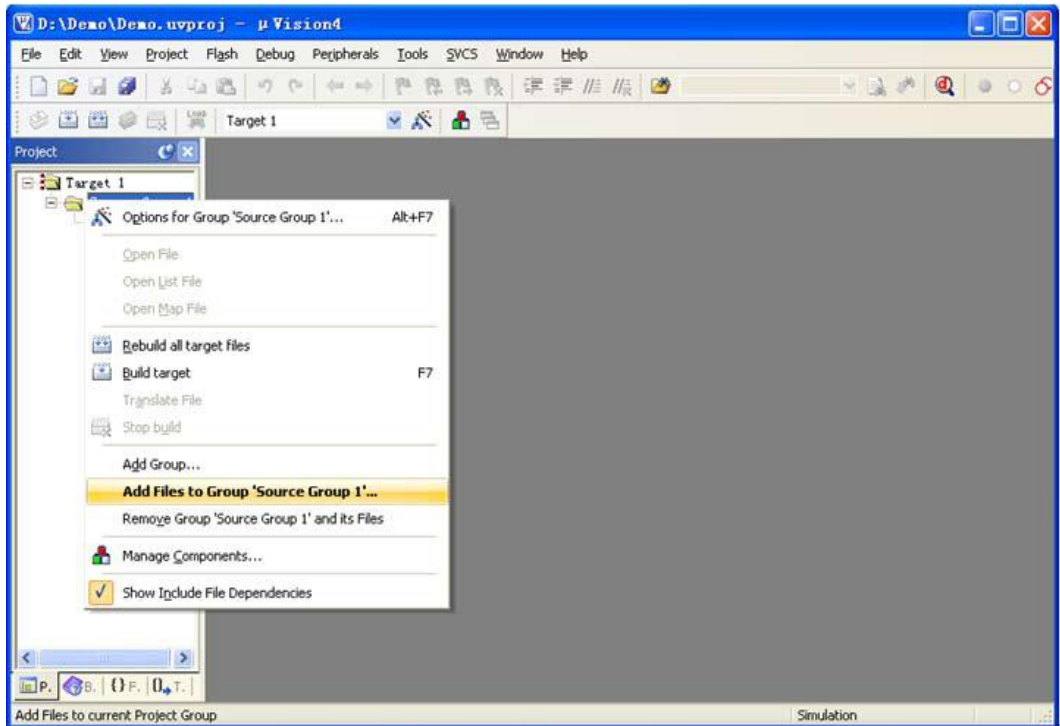 D:\Demo\Demo.uvproj - µVision4
File Edit View Project Flash Debug Peripherals Tools SVCS Window Help
Target 1
Project
Target 1
Options for Group 'Source Group 1'... Alt+F7
Open File
Open List File
Open Map File
Rebuild all target files
Build target F7
Translate File
Stop build
Add Group...
Add Files to Group 'Source Group 1'...
Remove Group 'Source Group 1' and its Files
Manage Components...
Show Include File Dependencies
P. B. {} F. 0 T.
Add Files to current Project Group Simulation